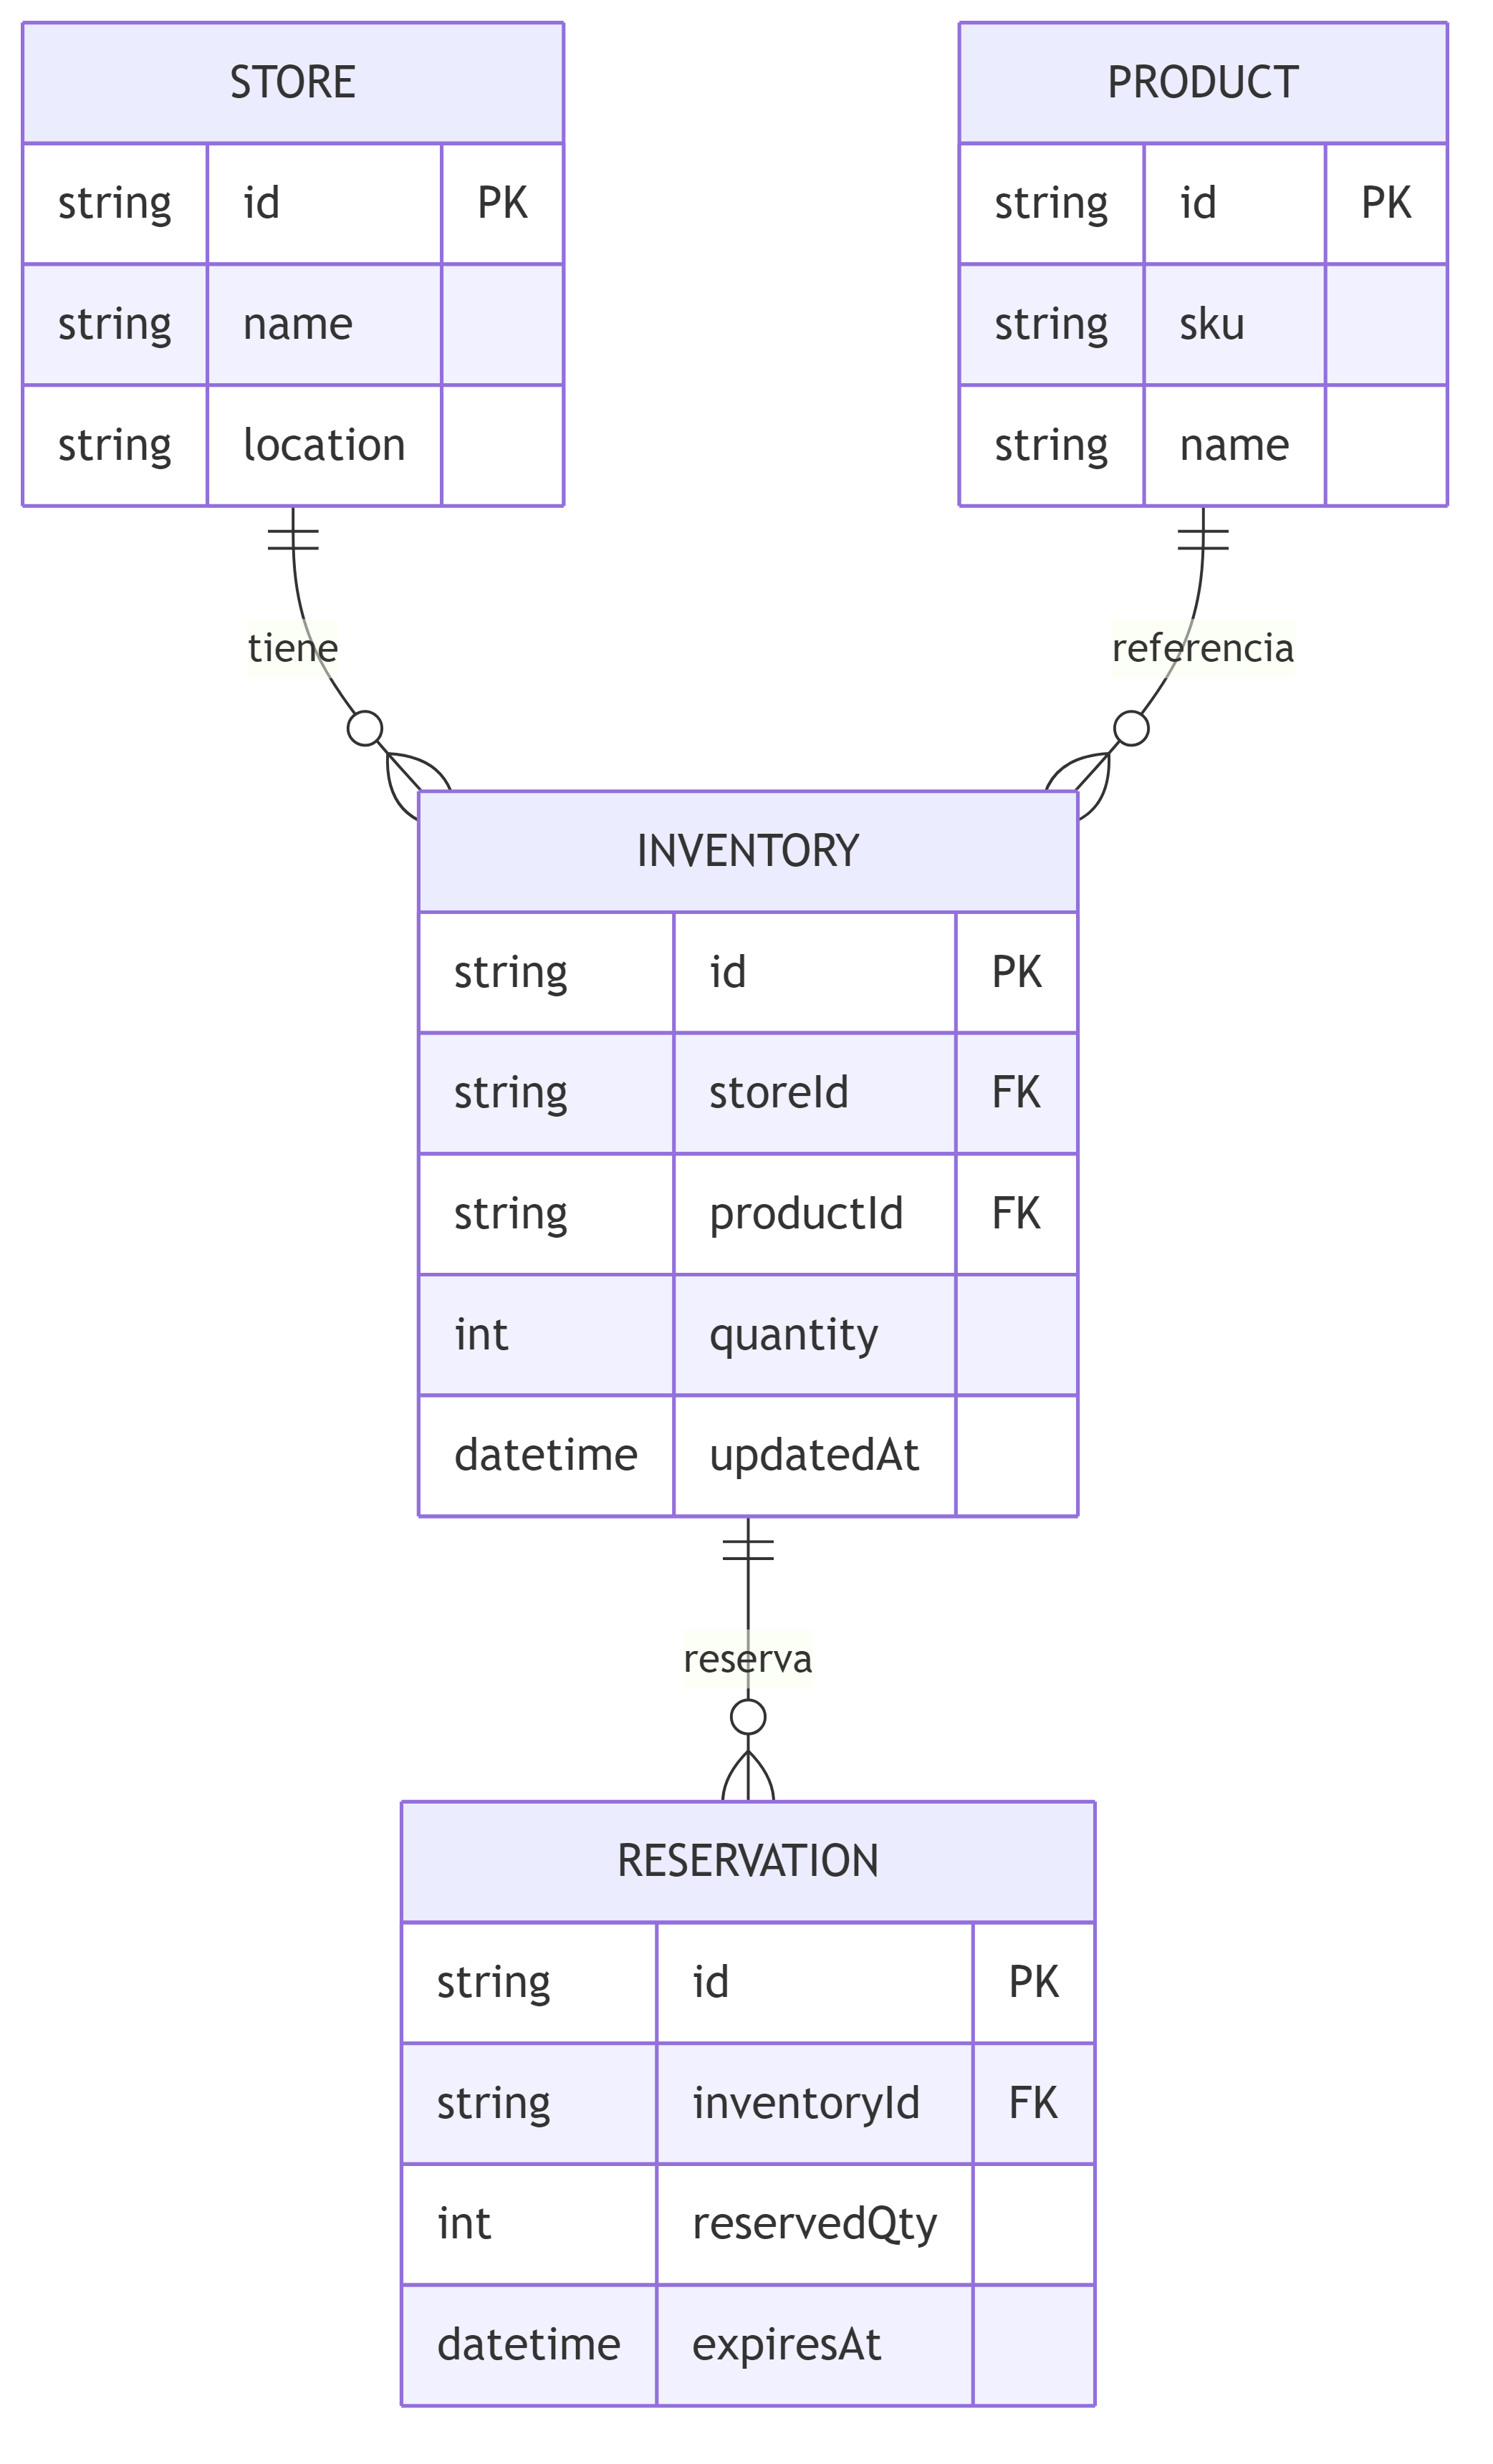 STORE
string id PK
string name
string location
PRODUCT
string id PK
string sku
string name
tiene
referencia
INVENTORY
string id PK
string storeId FK
string productId FK
int quantity
datetime updatedAt
reserva
RESERVATION
string id PK
string inventoryId FK
int reservedQty
datetime expiresAt